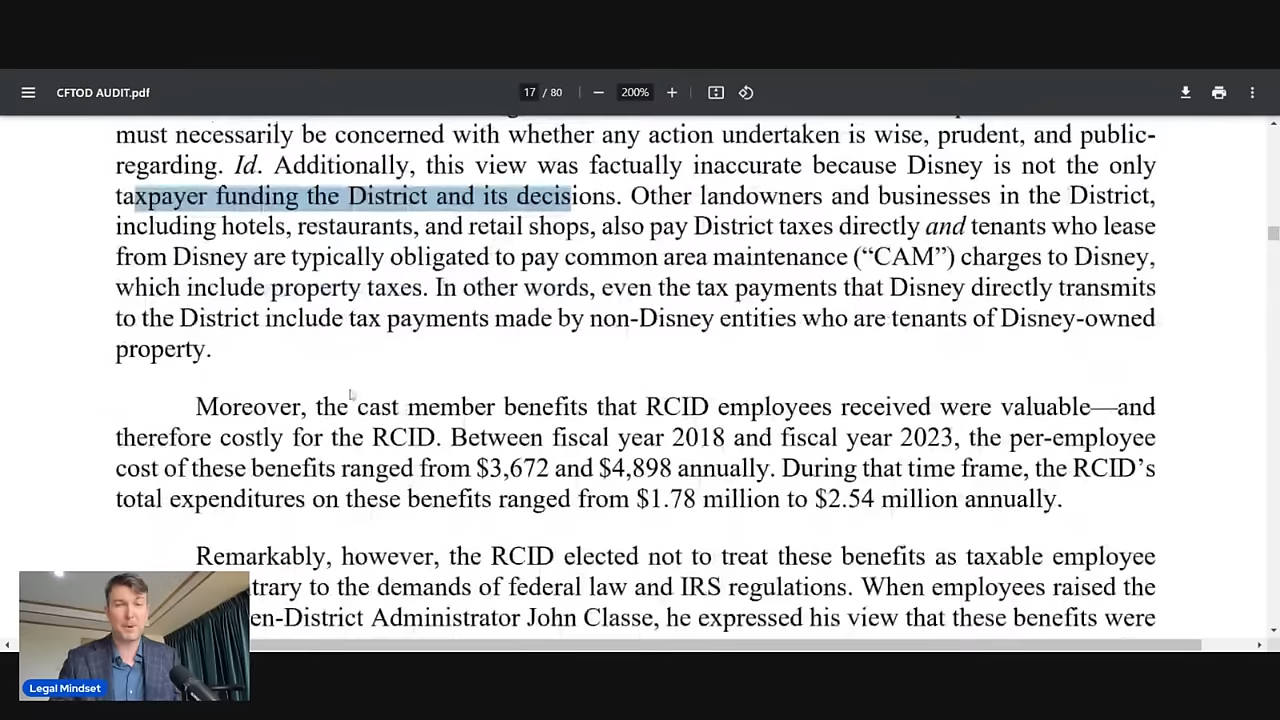 CFTOD AUDIT.pdf
17 / 80
200%
must necessarily be concerned with whether any action undertaken is wise, prudent, and public-
regarding. Id. Additionally, this view was factually inaccurate because Disney is not the only
taxpayer funding the District and its decisions. Other landowners and businesses in the District,
including hotels, restaurants, and retail shops, also pay District taxes directly and tenants who lease
from Disney are typically obligated to pay common area maintenance (“CAM”) charges to Disney,
which include property taxes. In other words, even the tax payments that Disney directly transmits
to the District include tax payments made by non-Disney entities who are tenants of Disney-owned
property.
Moreover, the cast member benefits that RCID employees received were valuable—and
therefore costly for the RCID. Between fiscal year 2018 and fiscal year 2023, the per-employee
cost of these benefits ranged from $3,672 and $4,898 annually. During that time frame, the RCID’s
total expenditures on these benefits ranged from $1.78 million to $2.54 million annually.
Remarkably, however, the RCID elected not to treat these benefits as taxable employee
trary to the demands of federal law and IRS regulations. When employees raised the
en-District Administrator John Classe, he expressed his view that these benefits were
Legal Mindset